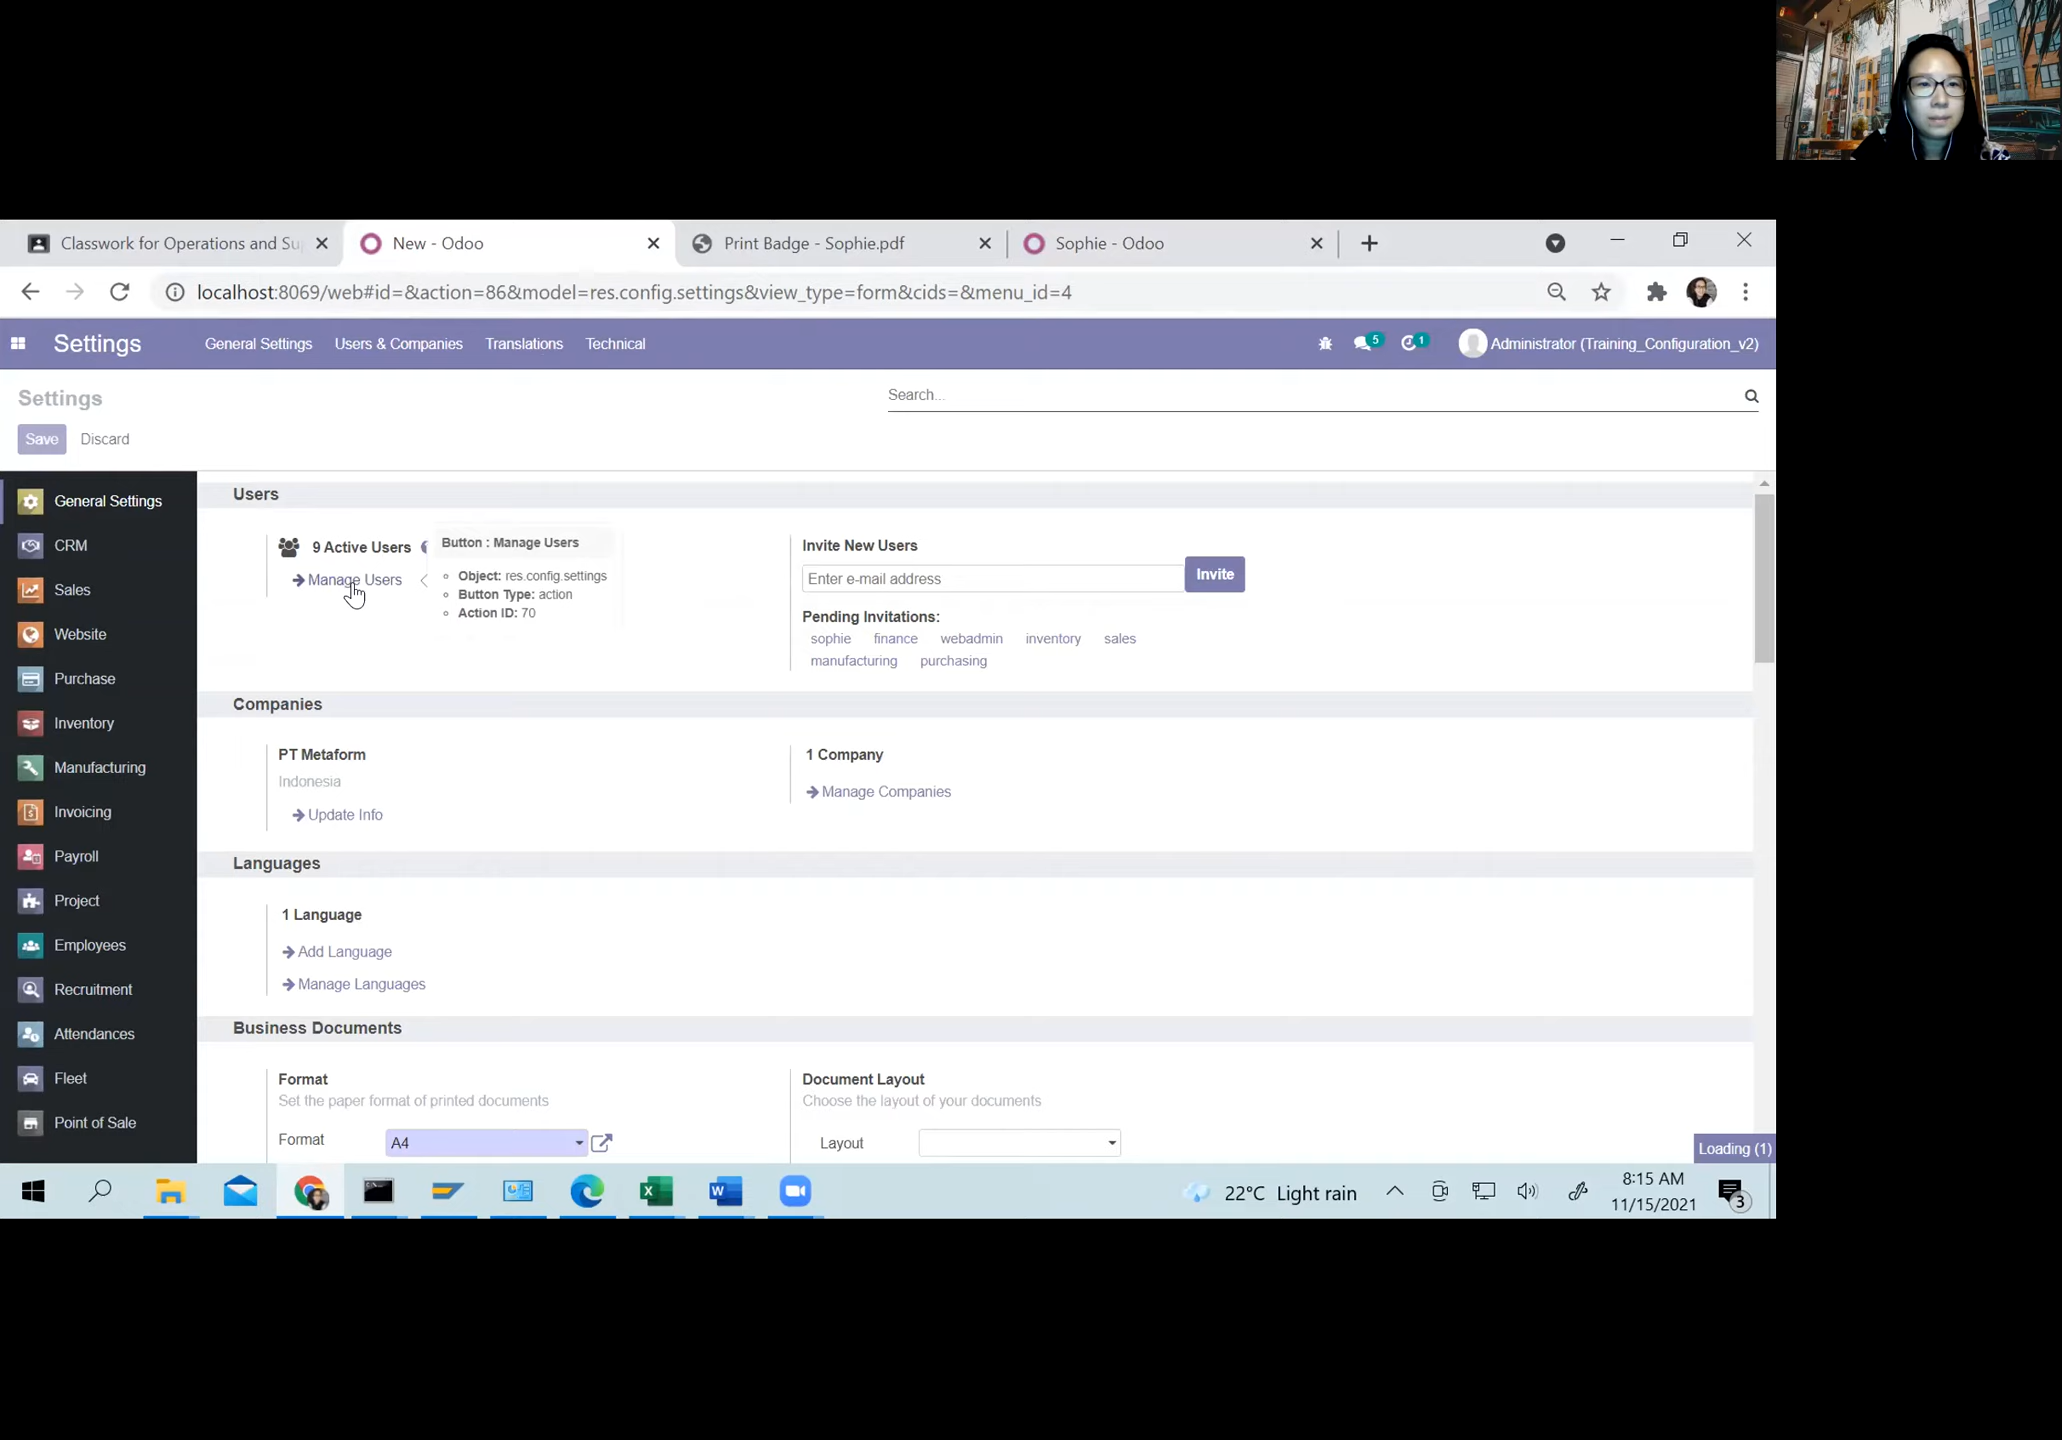 Classwork for Operations and Su
New - Odoo
Print Badge - Sophie.pdf
Sophie - Odoo
localhost:8069/web#id=&action=86&model=res.config.settings&view_type=form&cids=&menu_id=4
Settings
General Settings
Users & Companies
Translations
Technical
5
1
Administrator (Training_Configuration_v2)
Settings
Search...
Save
Discard
General Settings
CRM
Sales
Website
Purchase
Inventory
Manufacturing
Invoicing
Payroll
Project
Employees
Recruitment
Attendances
Fleet
Point of Sale
Users
9 Active Users
Manage Users
Button : Manage Users
Object: res.config.settings
Button Type: action
Action ID: 70
Invite New Users
Enter e-mail address
Invite
Pending Invitations:
sophie finance webadmin inventory sales
manufacturing purchasing
Companies
PT Metaform
Indonesia
Update Info
1 Company
Manage Companies
Languages
1 Language
Add Language
Manage Languages
Business Documents
Format
Set the paper format of printed documents
Format
A4
Document Layout
Choose the layout of your documents
Layout
Loading (1)
22°C Light rain
8:15 AM
11/15/2021
3